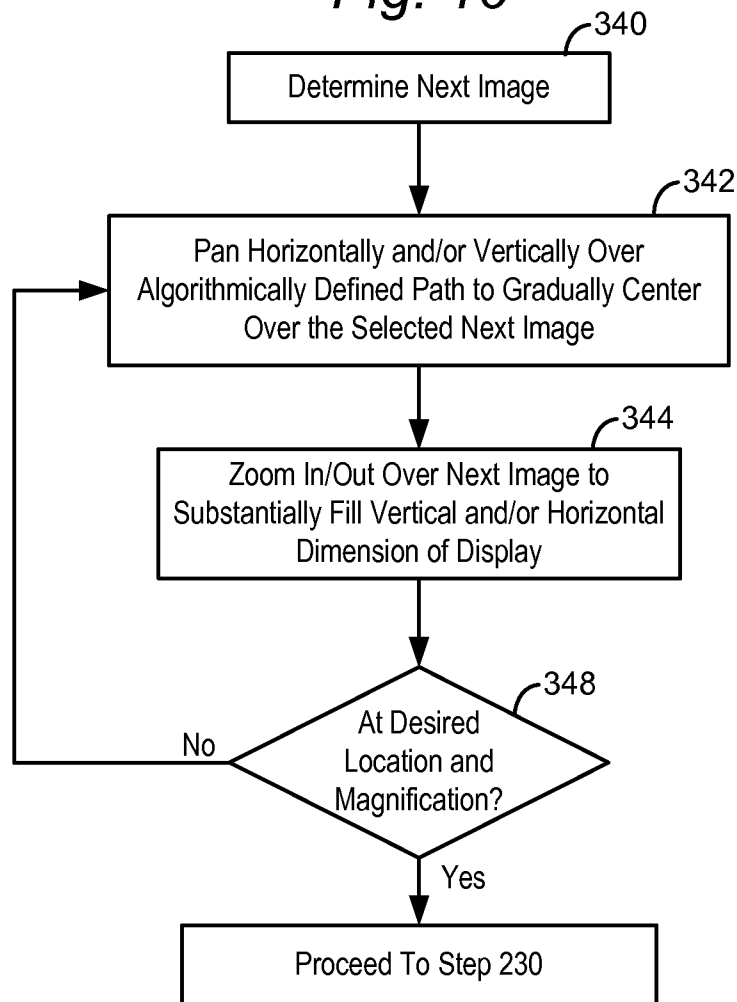 340
Determine Next Image
342
Pan Horizontally and/or Vertically Over
Algorithmically Defined Path to Gradually Center
Over the Selected Next Image
344
Zoom In/Out Over Next Image to
Substantially Fill Vertical and/or Horizontal
Dimension of Display
348
At Desired
Location and
Magnification?
No
Yes
Proceed To Step 230